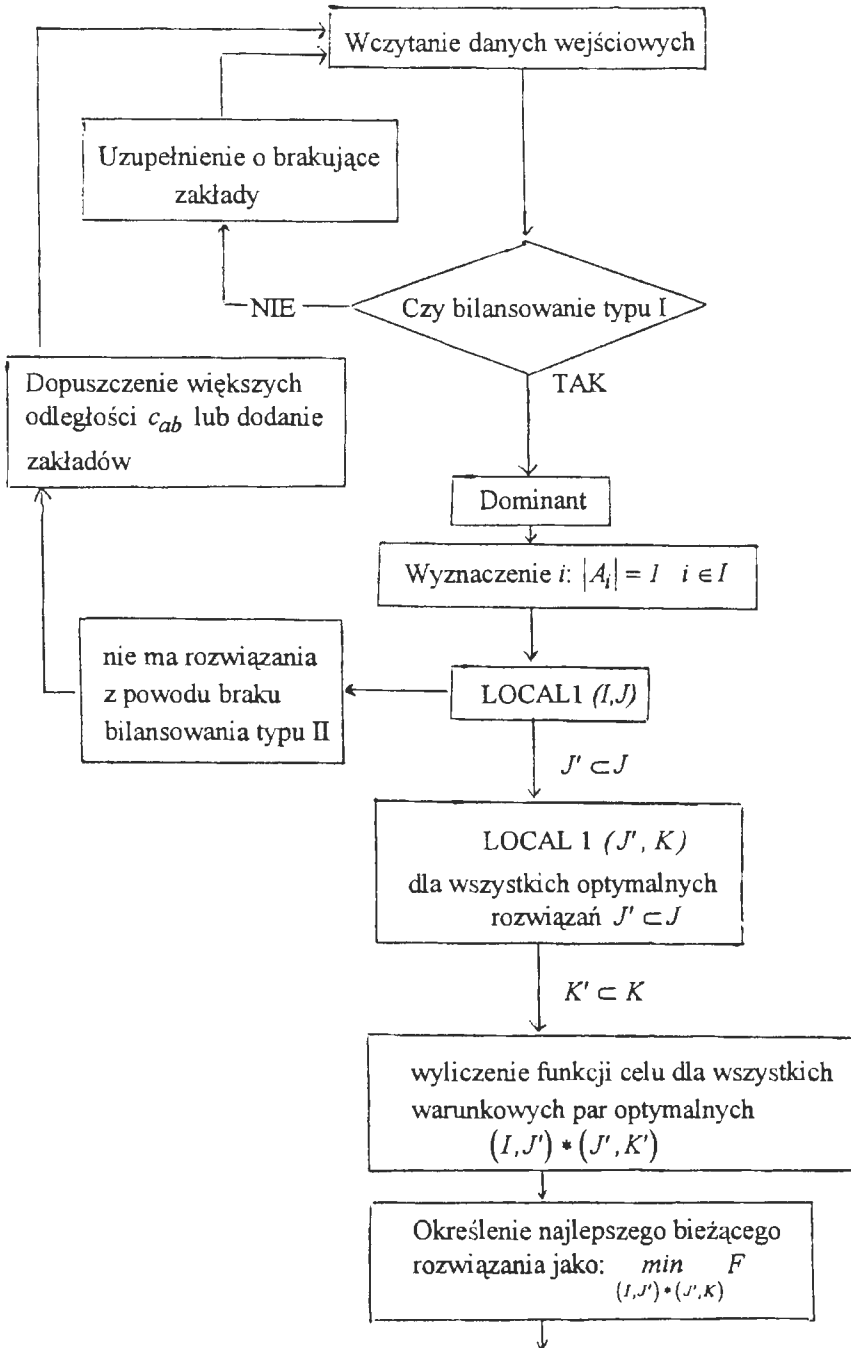 Wczytanie danych wejściowych
Uzupełnienie o brakujące
zakłady
NIE
Czy bilansowanie typu I
TAK
Dopuszczenie większych
odległości c_ab lub dodanie
zakładów
Dominant
Wyznaczenie i: |A_i| = 1 i ∈ I
nie ma rozwiązania
z powodu braku
bilansowania typu II
LOCAL1 (I,J)
J' ⊂ J
LOCAL 1 (J', K)
dla wszystkich optymalnych
rozwiązań J' ⊂ J
K' ⊂ K
wyliczenie funkcji celu dla wszystkich
warunkowych par optymalnych
(I, J') * (J', K')
Określenie najlepszego bieżącego
rozwiązania jako: min F
(I,J')*(J',K)